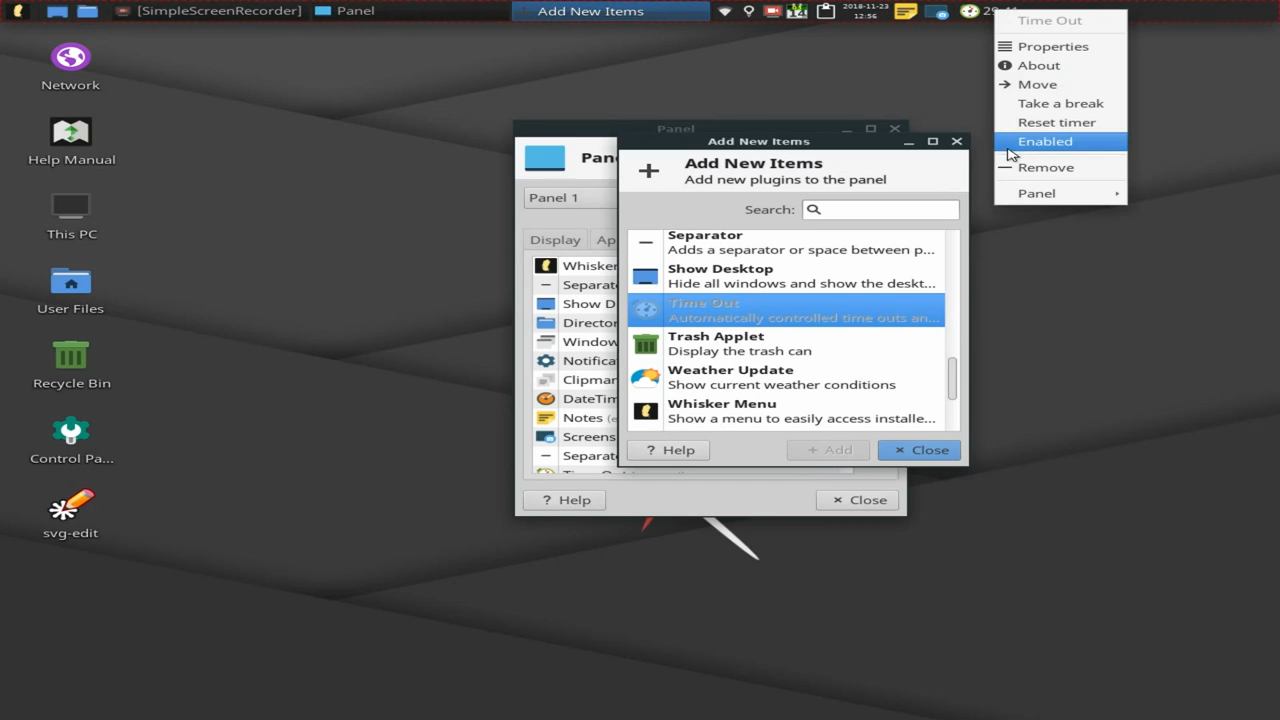 [SimpleScreenRecorder]
Panel
Add New Items
2018-11-23
12:56
Time Out
Properties
About
Move
Take a break
Reset timer
Enabled
Remove
Panel
Network
Help Manual
This PC
User Files
Recycle Bin
Control Pa...
svg-edit
Panel
Pan
Panel 1
Display
Ap
Whisker
Separat
Show D
Director
Window
Notifica
Clipman
DateTim
Notes (e
Screens
Separat
? Help
× Close
Add New Items
Add New Items
Add new plugins to the panel
Search:
Separator
Adds a separator or space between p...
Show Desktop
Hide all windows and show the deskt...
Time Out
Automatically controlled time outs an...
Trash Applet
Display the trash can
Weather Update
Show current weather conditions
Whisker Menu
Show a menu to easily access installe...
? Help
+ Add
× Close